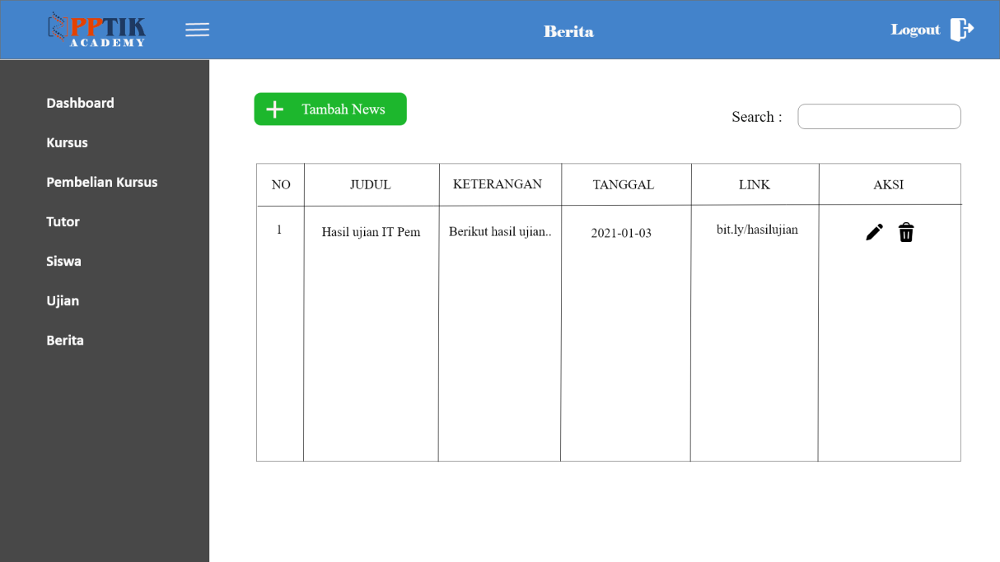 PPTIK
ACADEMY
Berita
Logout
Dashboard
Kursus
Pembelian Kursus
Tutor
Siswa
Ujian
Berita
Tambah News
Search :
NO JUDUL KETERANGAN TANGGAL LINK AKSI
1 Hasil ujian IT Pem Berikut hasil ujian.. 2021-01-03 bit.ly/hasilujian